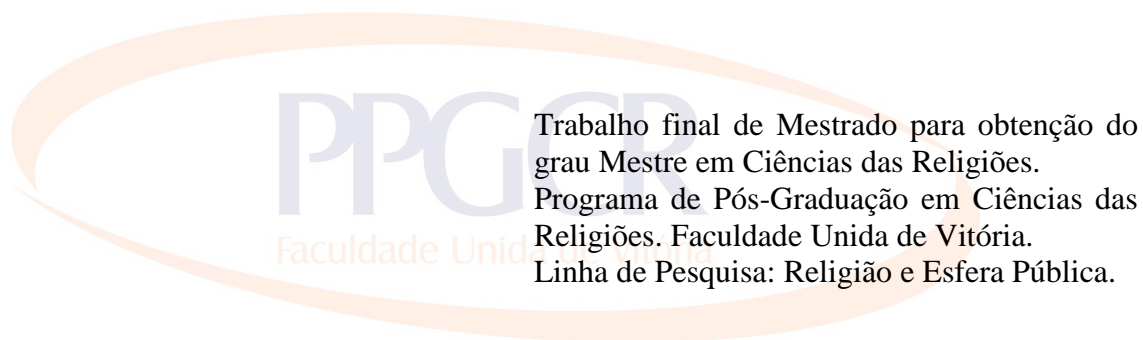 PPGCR
Faculdade Unida de Vitória
Trabalho final de Mestrado para obtenção do
grau Mestre em Ciências das Religiões.
Programa de Pós-Graduação em Ciências das
Religiões. Faculdade Unida de Vitória.
Linha de Pesquisa: Religião e Esfera Pública.